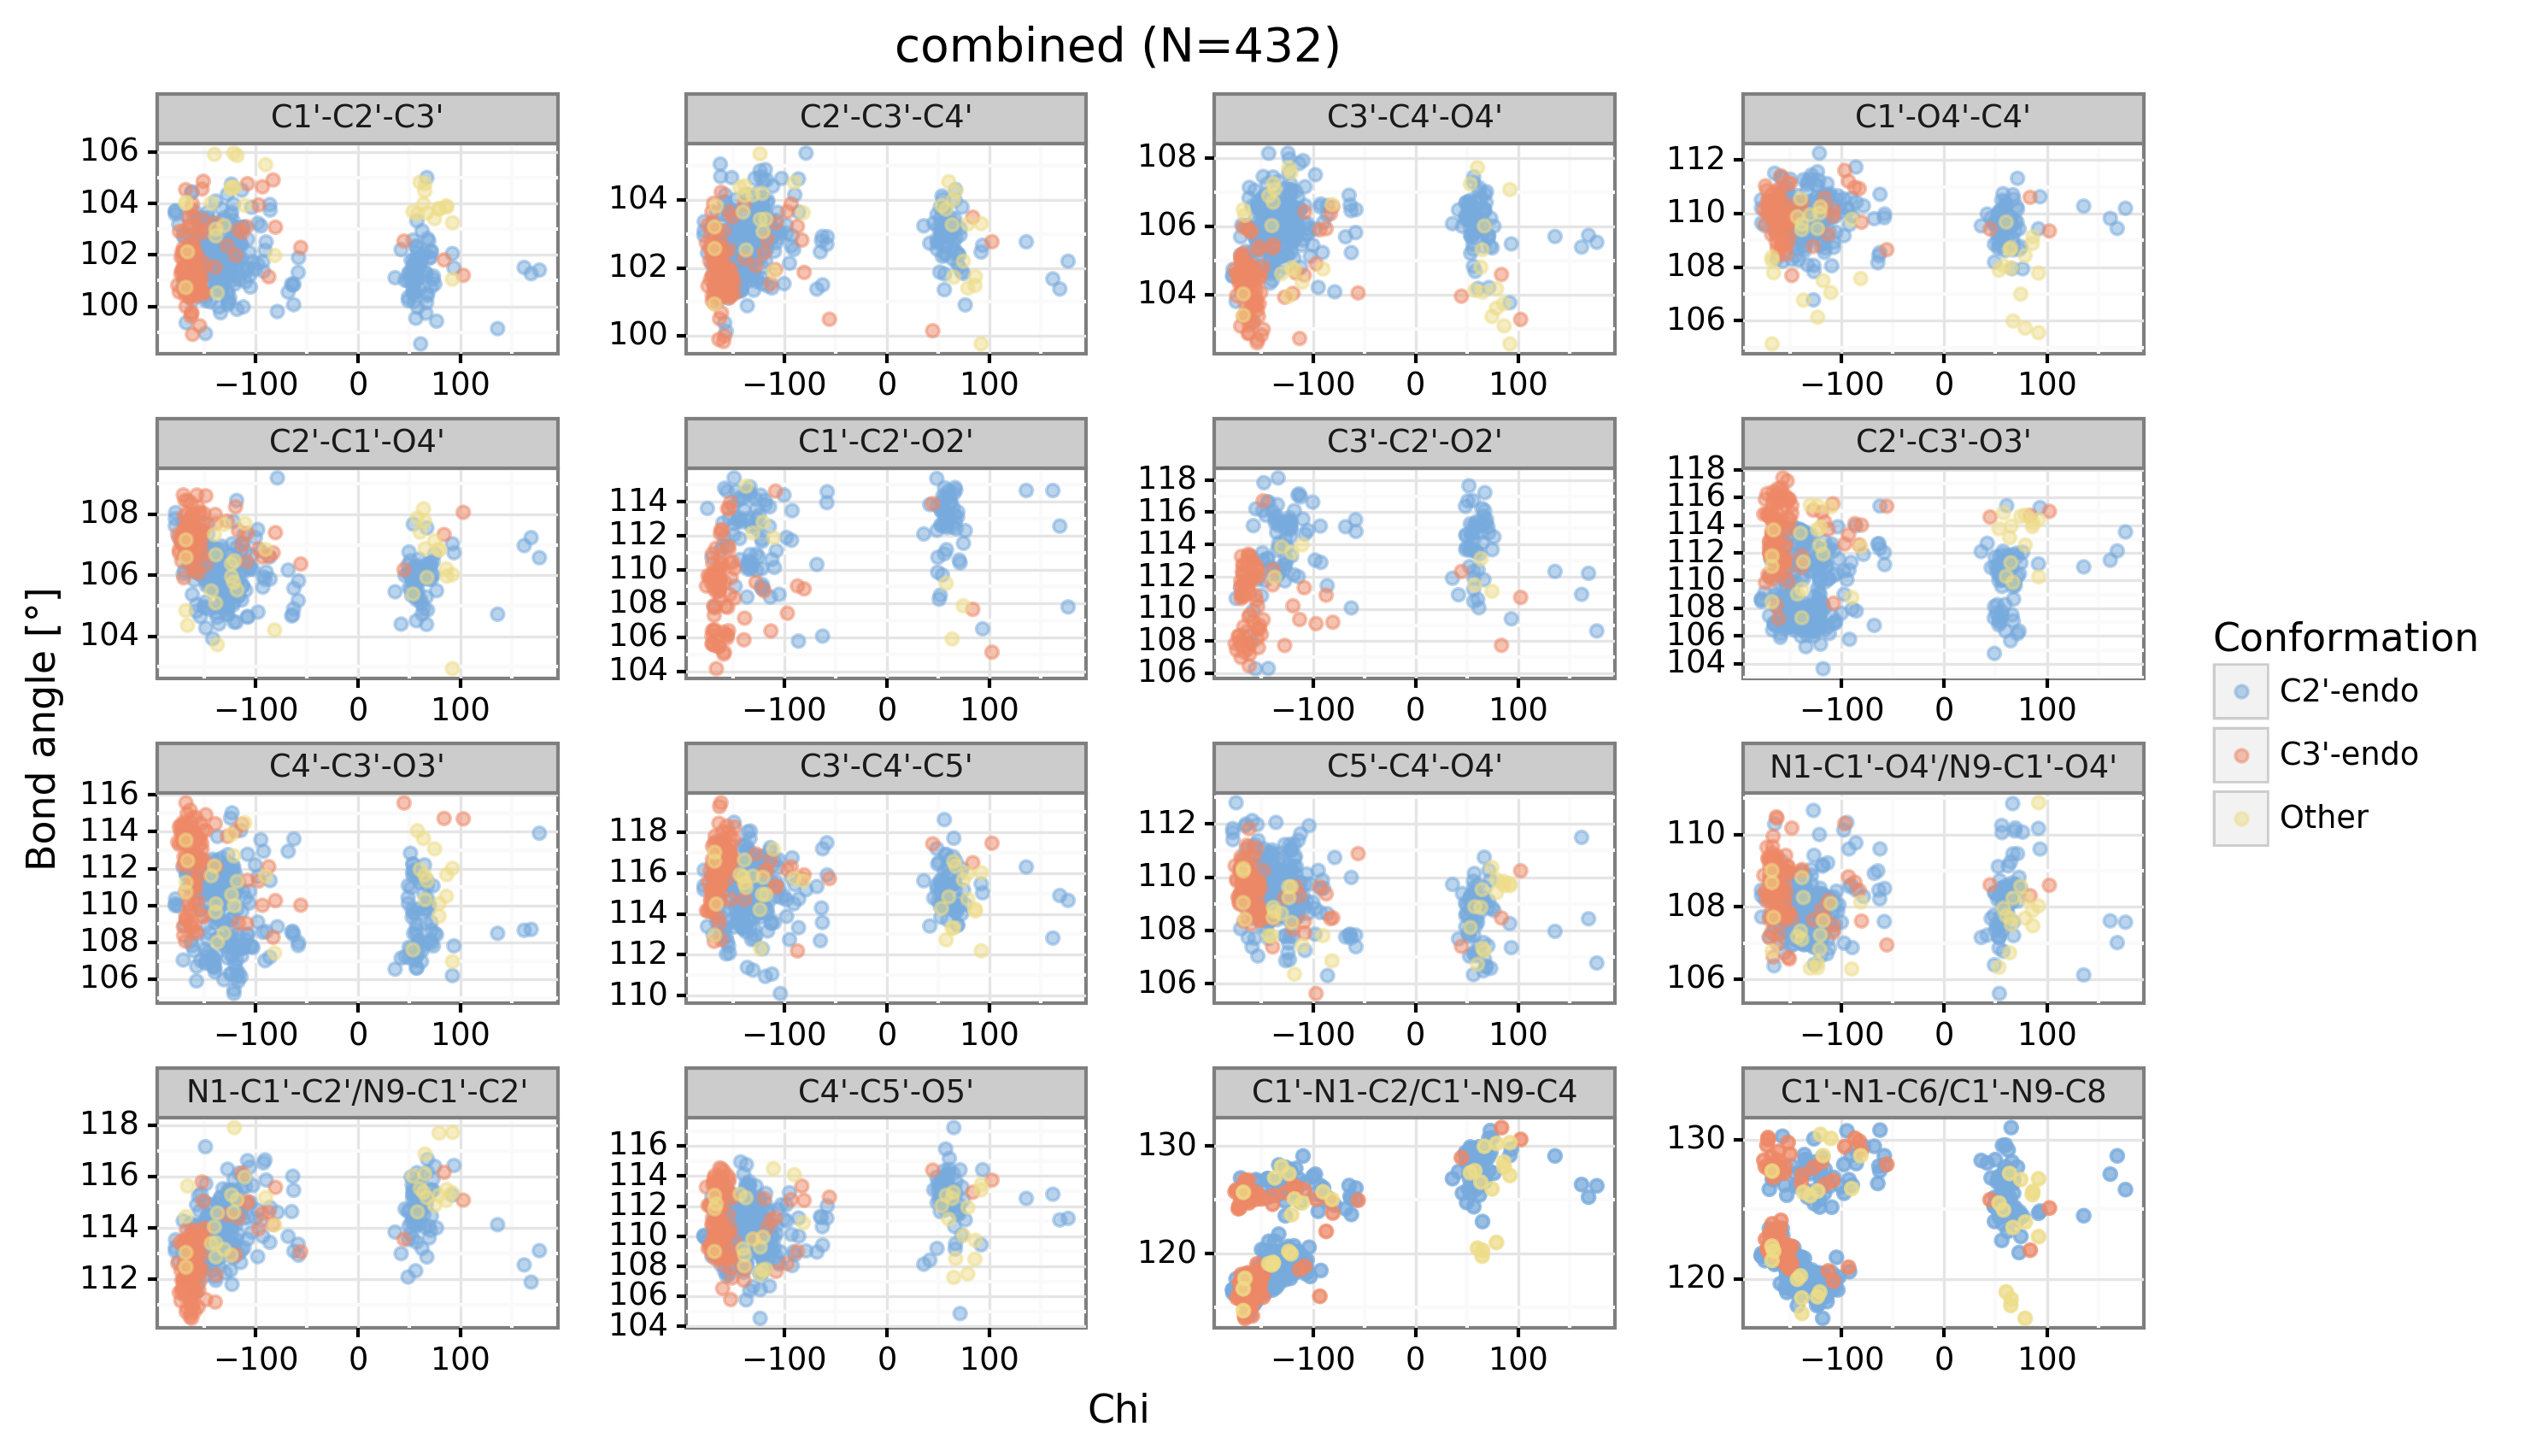 combined (N=432)
C1'-C2'-C3'
C2'-C3'-C4'
C3'-C4'-O4'
C1'-O4'-C4'
106
104
102
100
−100 0 100
104
102
100
−100 0 100
108
106
104
−100 0 100
112
110
108
106
−100 0 100
C2'-C1'-O4'
C1'-C2'-O2'
C3'-C2'-O2'
C2'-C3'-O3'
108
106
104
−100 0 100
114
112
110
108
106
104
−100 0 100
118
116
114
112
110
108
106
−100 0 100
118
116
114
112
110
108
106
104
−100 0 100
C4'-C3'-O3'
C3'-C4'-C5'
C5'-C4'-O4'
N1-C1'-O4'/N9-C1'-O4'
116
114
112
110
108
106
−100 0 100
118
116
114
112
110
−100 0 100
112
110
108
106
−100 0 100
110
108
106
−100 0 100
N1-C1'-C2'/N9-C1'-C2'
C4'-C5'-O5'
C1'-N1-C2/C1'-N9-C4
C1'-N1-C6/C1'-N9-C8
118
116
114
112
−100 0 100
116
114
112
110
108
106
104
−100 0 100
130
120
−100 0 100
130
120
−100 0 100
Bond angle [°]
Chi
Conformation
C2'-endo
C3'-endo
Other